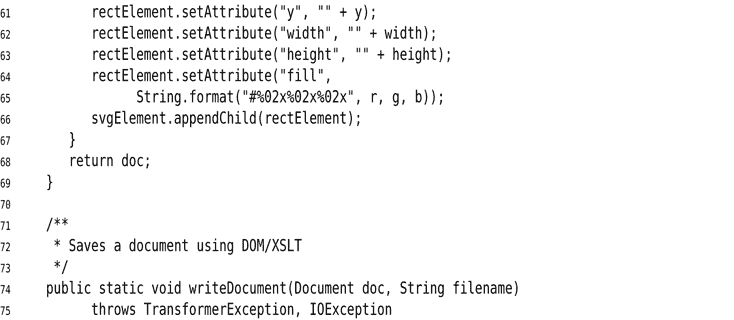 61 rectElement.setAttribute("y", "" + y);
62 rectElement.setAttribute("width", "" + width);
63 rectElement.setAttribute("height", "" + height);
64 rectElement.setAttribute("fill",
65 String.format("#%02x%02x%02x", r, g, b));
66 svgElement.appendChild(rectElement);
67 }
68 return doc;
69 }
70
71 /**
72 * Saves a document using DOM/XSLT
73 */
74 public static void writeDocument(Document doc, String filename)
75 throws TransformerException, IOException